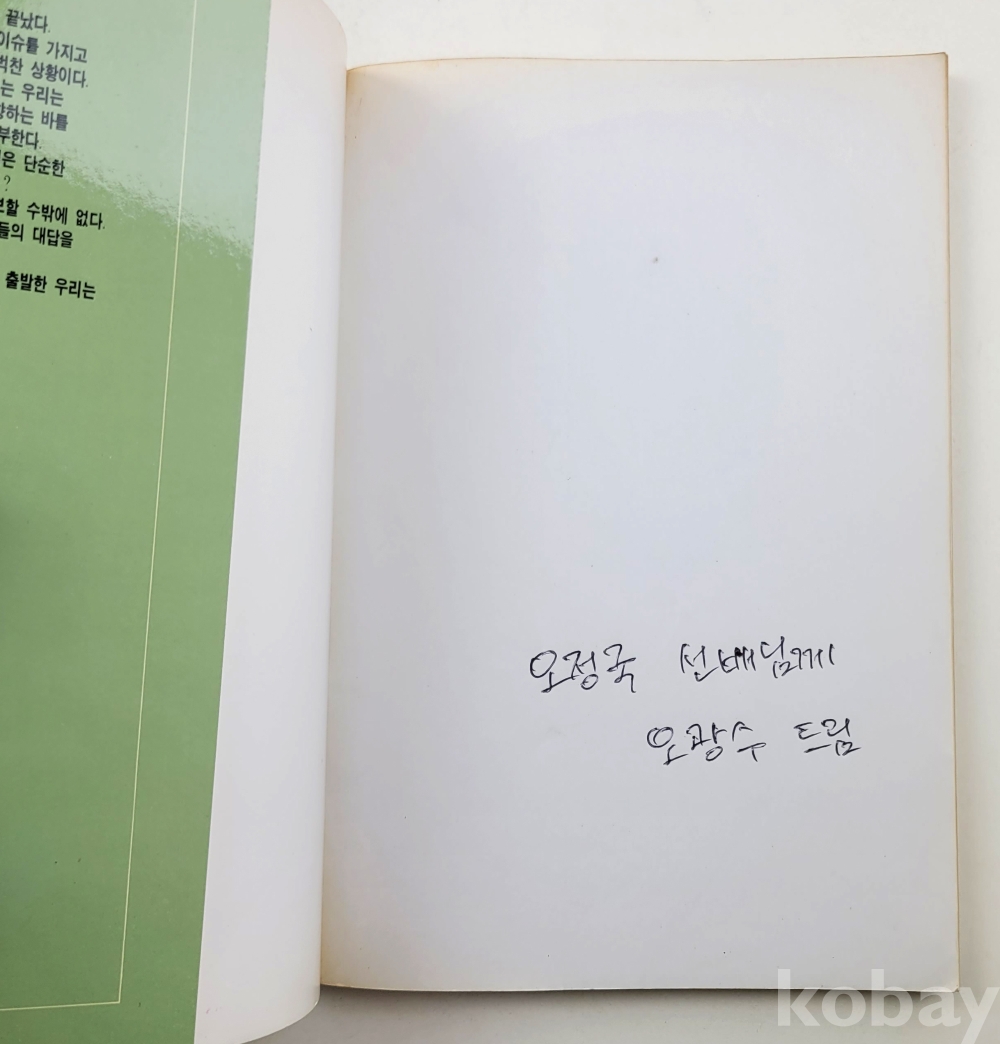 끝났다.
이슈를 가지고
벅찬 상황이다.
는 우리는
향하는 바를
부한다.
은 단순한
?
할 수밖에 없다.
들의 대답을
출발한 우리는
오정국 선배님께
오광수 드림
kobay